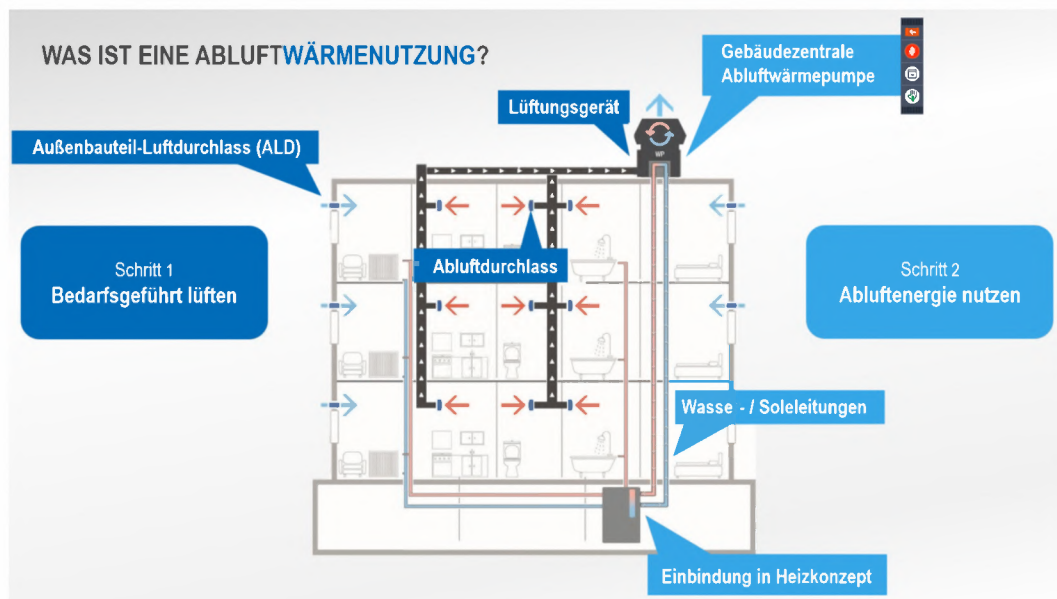 WAS IST EINE ABLUFTWÄRMENUTZUNG?
Gebäudezentrale
Abluftwärmepumpe
Lüftungsgerät
Außenbauteil-Luftdurchlass (ALD)
WP
Schritt 1
Bedarfsgeführt lüften
Abluftdurchlass
Schritt 2
Abluftenergie nutzen
Wasse - / Soleleitungen
Einbindung in Heizkonzept